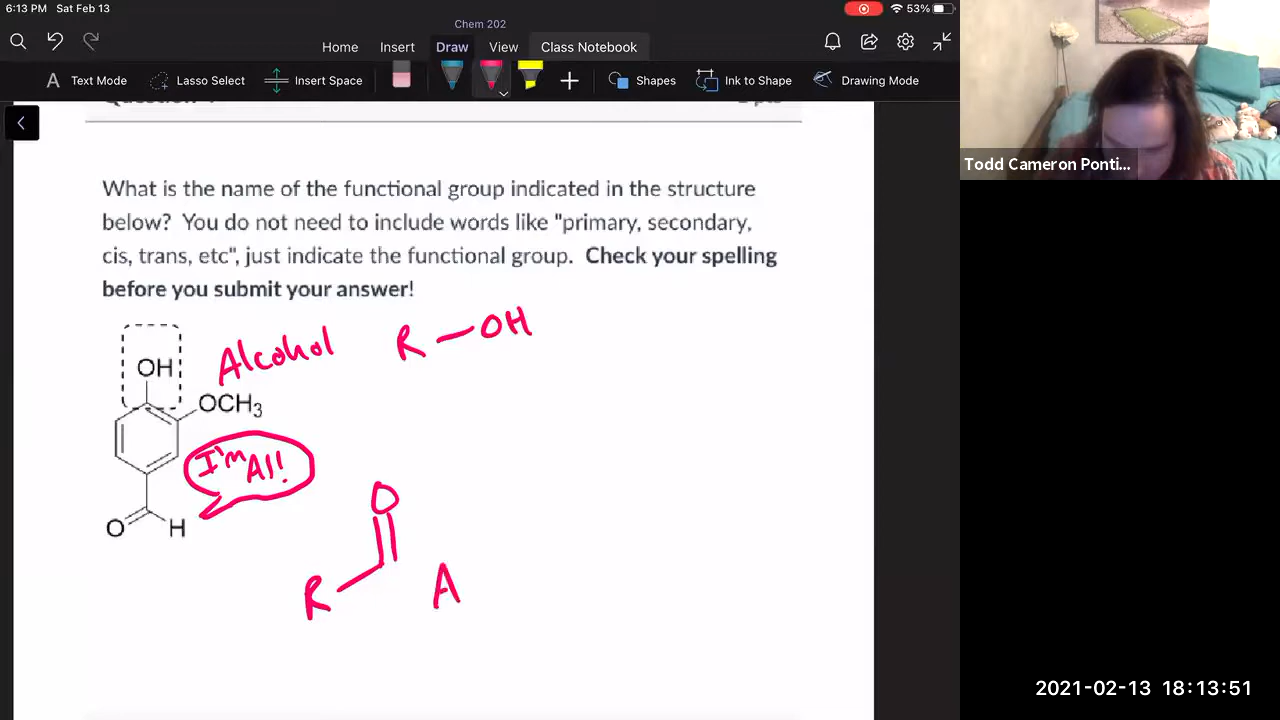 6:13 PM Sat Feb 13
53%
Chem 202
Home Insert Draw View Class Notebook
Text Mode Lasso Select Insert Space Shapes Ink to Shape Drawing Mode
What is the name of the functional group indicated in the structure
below? You do not need to include words like "primary, secondary,
cis, trans, etc", just indicate the functional group. Check your spelling
before you submit your answer!
OH
Alcohol R OH
OCH3
I'm Al!
O H
O
R A
Todd Cameron Ponti...
2021-02-13 18:13:51